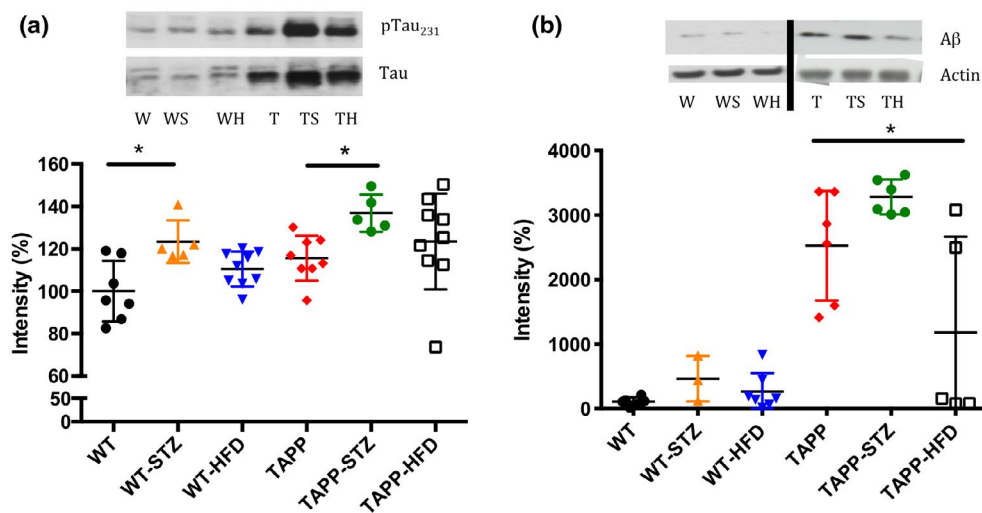 (a)
pTau231
Tau
W WS WH T TS TH
* *
160
140
120
100
80
60
50
0
Intensity (%)
WT WT-STZ WT-HFD TAPP TAPP-STZ TAPP-HFD
(b)
Aβ
Actin
W WS WH T TS TH
*
4000
3000
2000
1000
0
Intensity (%)
WT WT-STZ WT-HFD TAPP TAPP-STZ TAPP-HFD